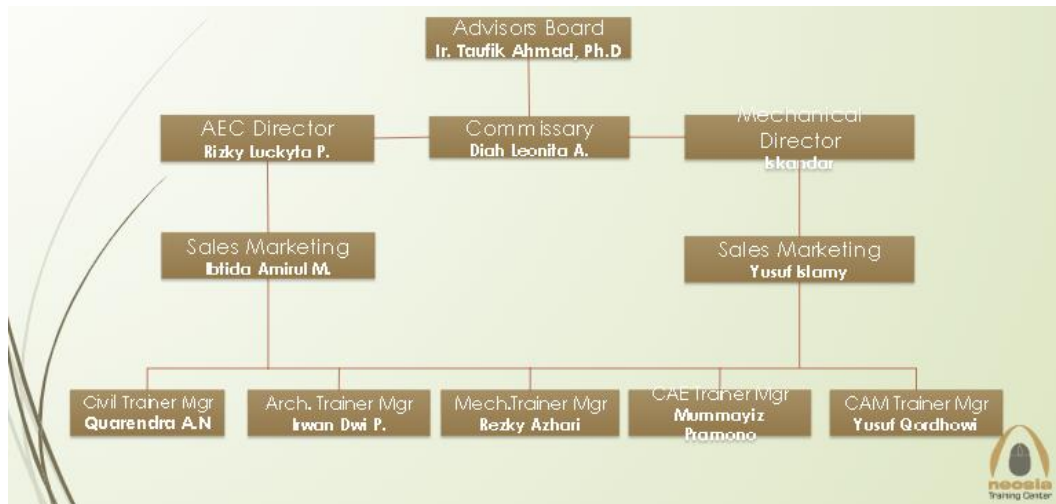 Advisors Board
Ir. Taufik Ahmad, Ph.D
AEC Director
Rizky Luckyta P.
Commissary
Diah Leonita A.
Mechanical
Director
Iskandar
Sales Marketing
Ibtida Amirul M.
Sales Marketing
Yusuf Islamy
Civil Trainer Mgr
Quarendra A.N
Arch. Trainer Mgr
Irwan Dwi P.
Mech.Trainer Mgr
Rezky Azhari
CAE Trainer Mgr
Mummayiz
Pramono
CAM Trainer Mgr
Yusuf Qordhowi
neosia
Training Center